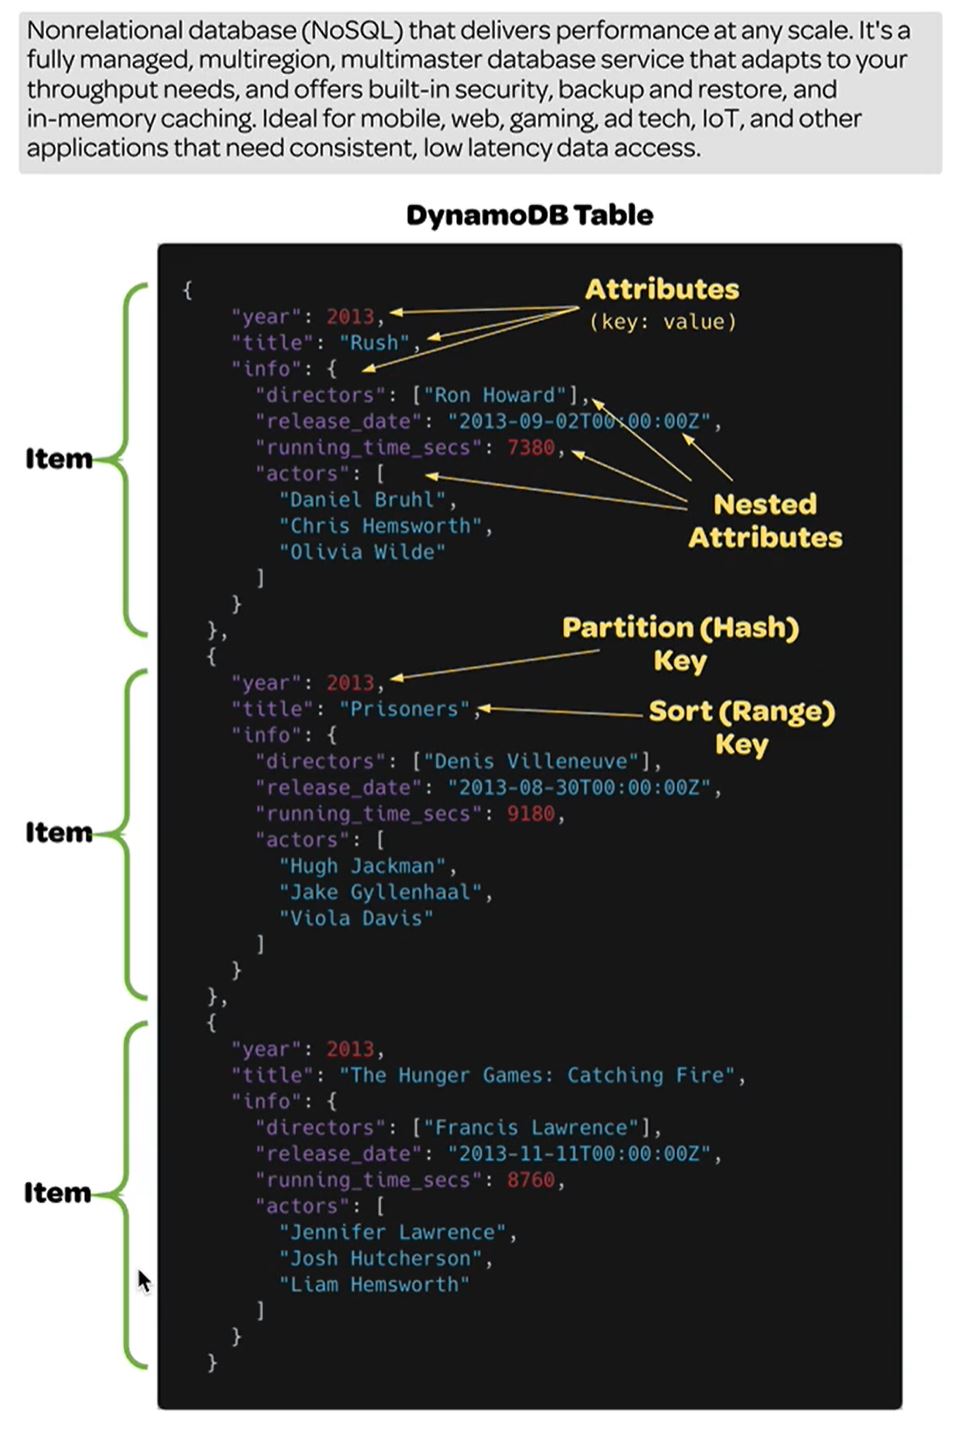 Nonrelational database (NoSQL) that delivers performance at any scale. It's a
fully managed, multiregion, multimaster database service that adapts to your
throughput needs, and offers built-in security, backup and restore, and
in-memory caching. Ideal for mobile, web, gaming, ad tech, IoT, and other
applications that need consistent, low latency data access.
DynamoDB Table
{
Attributes
(key: value)
"year": 2013,
"title": "Rush",
"info": {
"directors": ["Ron Howard"],
"release_date": "2013-09-02T00:00:00Z",
Item
"running_time_secs": 7380,
"actors": [
"Daniel Bruhl",
"Chris Hemsworth",
"Olivia Wilde"
Nested
Attributes
]
}
},
{
Partition (Hash)
Key
"year": 2013,
"title": "Prisoners",
Sort (Range)
Key
"info": {
"directors": ["Denis Villeneuve"],
"release_date": "2013-08-30T00:00:00Z",
"running_time_secs": 9180,
Item
"actors": [
"Hugh Jackman",
"Jake Gyllenhaal",
"Viola Davis"
]
}
},
{
"year": 2013,
"title": "The Hunger Games: Catching Fire",
"info": {
"directors": ["Francis Lawrence"],
"release_date": "2013-11-11T00:00:00Z",
"running_time_secs": 8760,
Item
"actors": [
"Jennifer Lawrence",
"Josh Hutcherson",
"Liam Hemsworth"
]
}
}